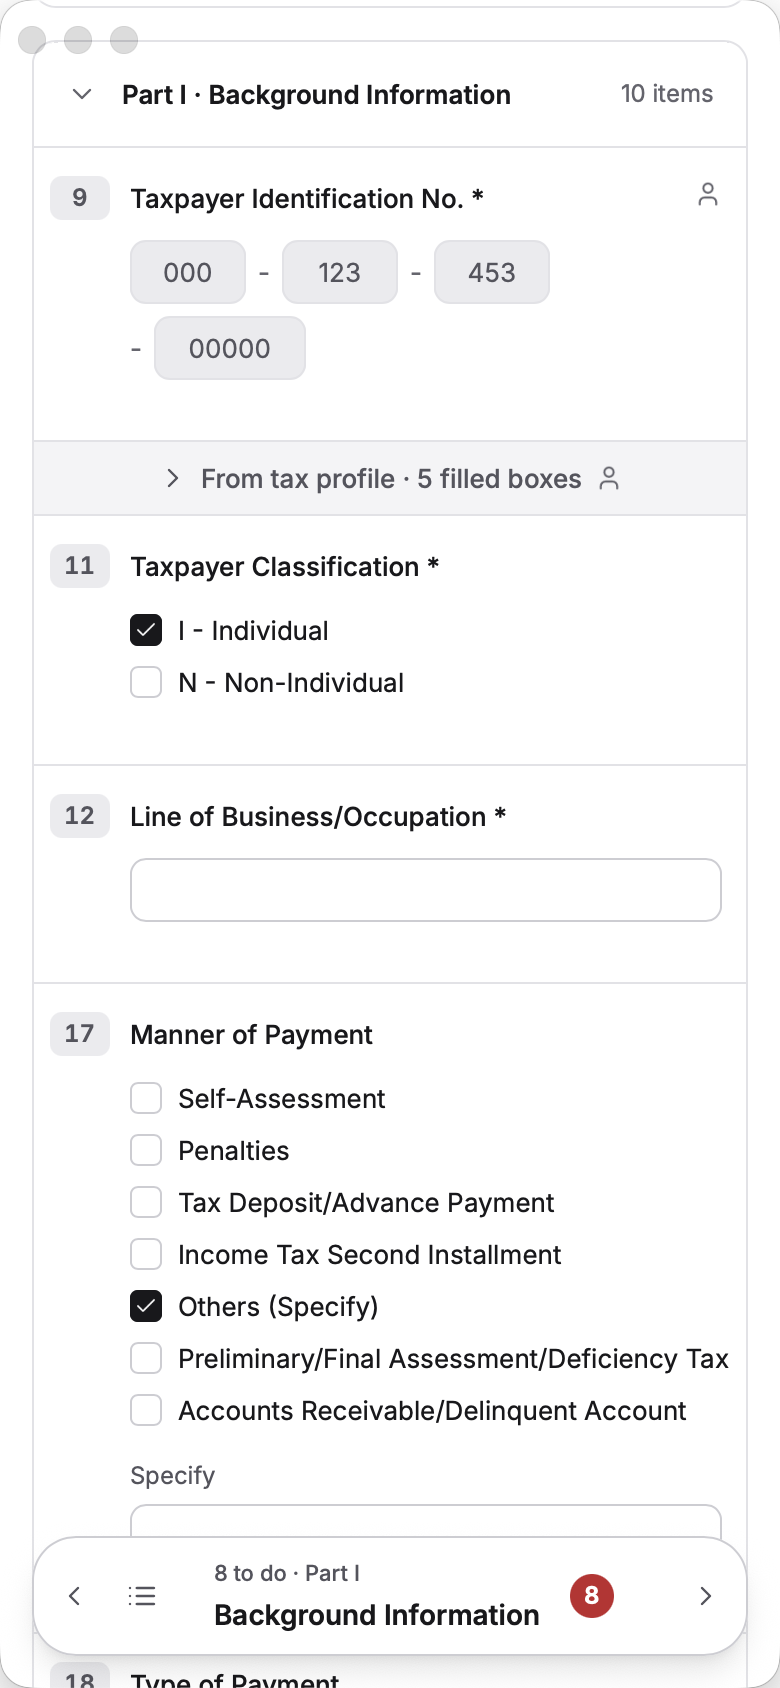 Part I · Background Information
10 items
9
Taxpayer Identification No. *
000 - 123 - 453
- 00000
From tax profile · 5 filled boxes
11
Taxpayer Classification *
I - Individual
N - Non-Individual
12
Line of Business/Occupation *
17
Manner of Payment
Self-Assessment
Penalties
Tax Deposit/Advance Payment
Income Tax Second Installment
Others (Specify)
Preliminary/Final Assessment/Deficiency Tax
Accounts Receivable/Delinquent Account
Specify
8 to do · Part I
Background Information
8
18
Type of Payment